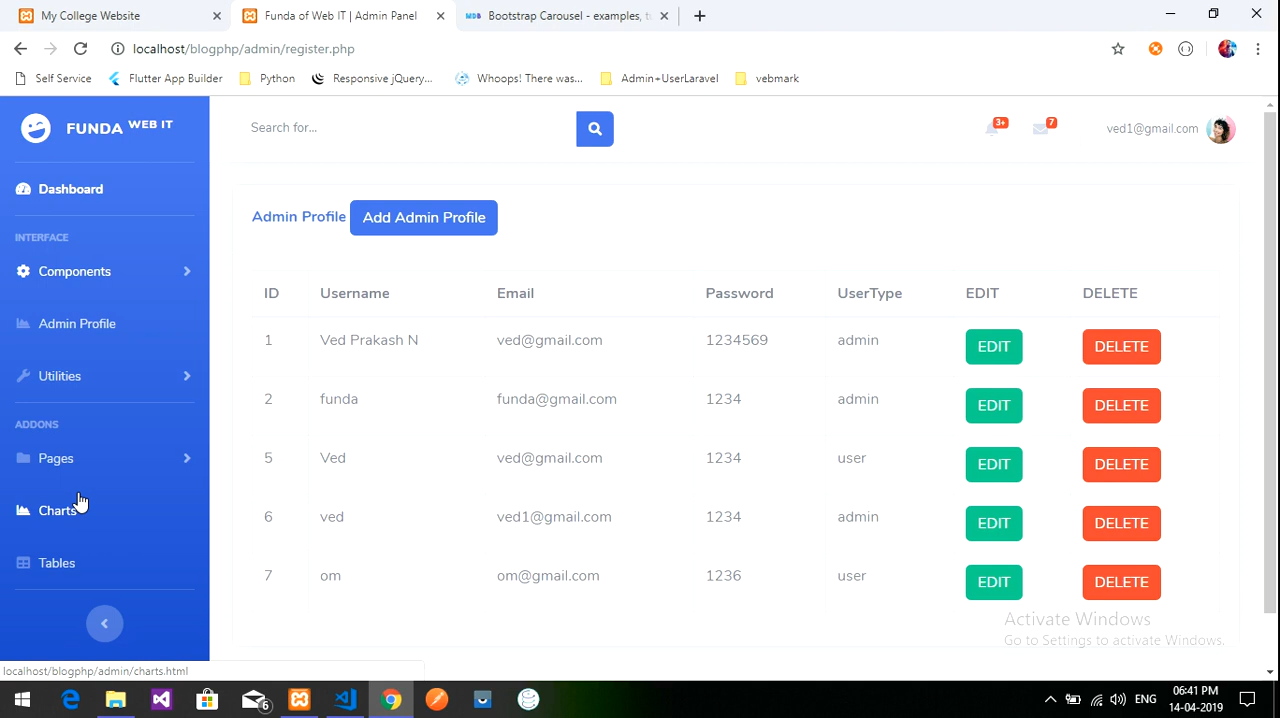 My College Website
Funda of Web IT | Admin Panel
MDB Bootstrap Carousel - examples, t
localhost/blogphp/admin/register.php
Self Service
Flutter App Builder
Python
Responsive jQuery...
Whoops! There was...
Admin+UserLaravel
vebmark
FUNDA WEB IT
Search for...
3+
7
ved1@gmail.com
Dashboard
Admin Profile
Add Admin Profile
INTERFACE
Components
Admin Profile
Utilities
ADDONS
Pages
Charts
Tables
ID Username Email Password UserType EDIT DELETE
1 Ved Prakash N ved@gmail.com 1234569 admin EDIT DELETE
2 funda funda@gmail.com 1234 admin EDIT DELETE
5 Ved ved@gmail.com 1234 user EDIT DELETE
6 ved ved1@gmail.com 1234 admin EDIT DELETE
7 om om@gmail.com 1236 user EDIT DELETE
Activate Windows
Go to Settings to activate Windows.
localhost/blogphp/admin/charts.html
6
ENG
06:41 PM
14-04-2019